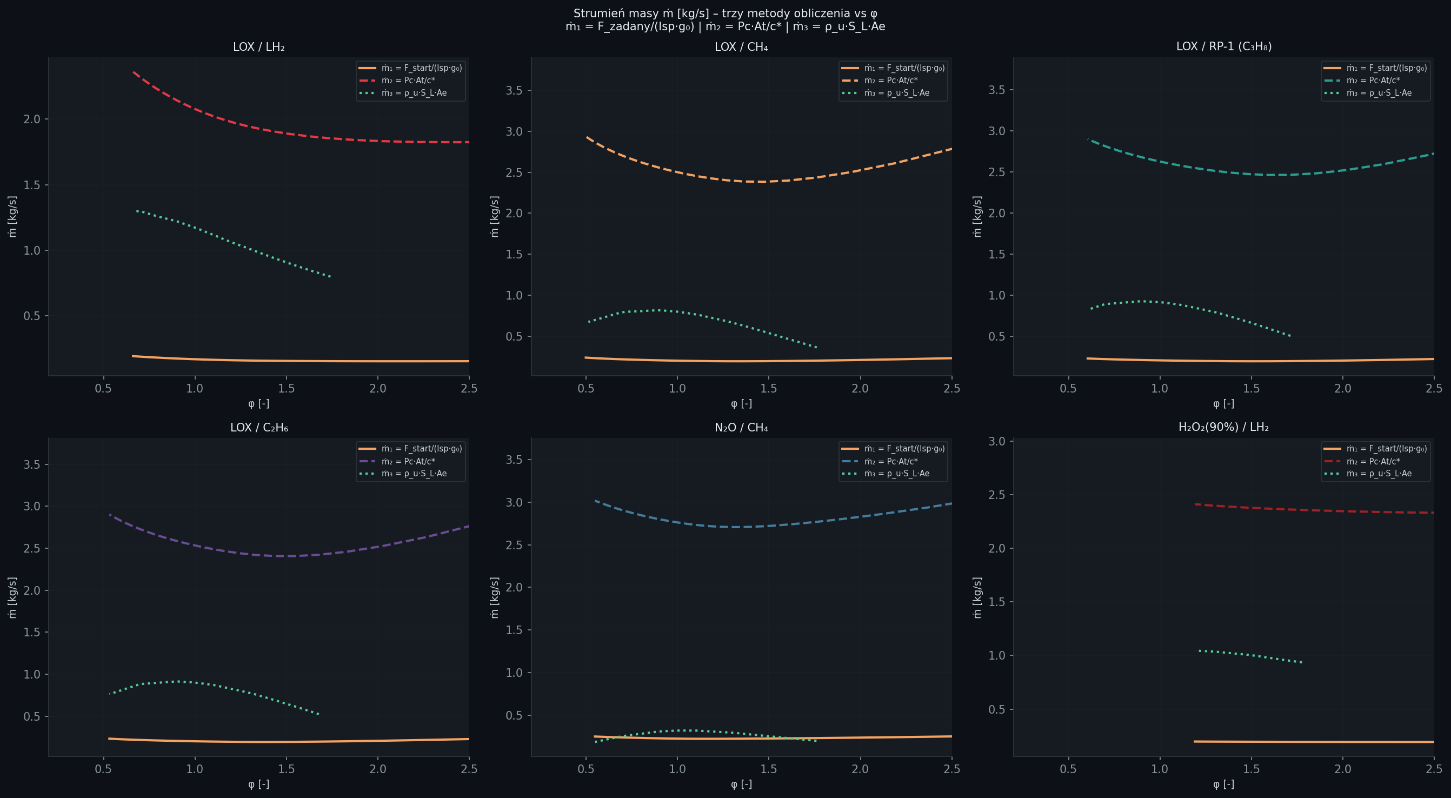 Strumień masy ṁ [kg/s] – trzy metody obliczenia vs φ
ṁ₁ = F_zadany/(Isp·g₀) | ṁ₂ = Pc·At/c* | ṁ₃ = ρ_u·S_L·Ae
LOX / LH₂
ṁ₁ = F_start/(Isp·g₀)
ṁ₂ = Pc·At/c*
ṁ₃ = ρ_u·S_L·Ae
ṁ [kg/s]
2.0
1.5
1.0
0.5
0.5 1.0 1.5 2.0 2.5
φ [-]
LOX / CH₄
ṁ₁ = F_start/(Isp·g₀)
ṁ₂ = Pc·At/c*
ṁ₃ = ρ_u·S_L·Ae
ṁ [kg/s]
3.5
3.0
2.5
2.0
1.5
1.0
0.5
0.5 1.0 1.5 2.0 2.5
φ [-]
LOX / RP-1 (C₃H₈)
ṁ₁ = F_start/(Isp·g₀)
ṁ₂ = Pc·At/c*
ṁ₃ = ρ_u·S_L·Ae
ṁ [kg/s]
3.5
3.0
2.5
2.0
1.5
1.0
0.5
0.5 1.0 1.5 2.0 2.5
φ [-]
LOX / C₂H₆
ṁ₁ = F_start/(Isp·g₀)
ṁ₂ = Pc·At/c*
ṁ₃ = ρ_u·S_L·Ae
ṁ [kg/s]
3.5
3.0
2.5
2.0
1.5
1.0
0.5
0.5 1.0 1.5 2.0 2.5
φ [-]
N₂O / CH₄
ṁ₁ = F_start/(Isp·g₀)
ṁ₂ = Pc·At/c*
ṁ₃ = ρ_u·S_L·Ae
ṁ [kg/s]
3.5
3.0
2.5
2.0
1.5
1.0
0.5
0.5 1.0 1.5 2.0 2.5
φ [-]
H₂O₂(90%) / LH₂
ṁ₁ = F_start/(Isp·g₀)
ṁ₂ = Pc·At/c*
ṁ₃ = ρ_u·S_L·Ae
ṁ [kg/s]
3.0
2.5
2.0
1.5
1.0
0.5
0.5 1.0 1.5 2.0 2.5
φ [-]